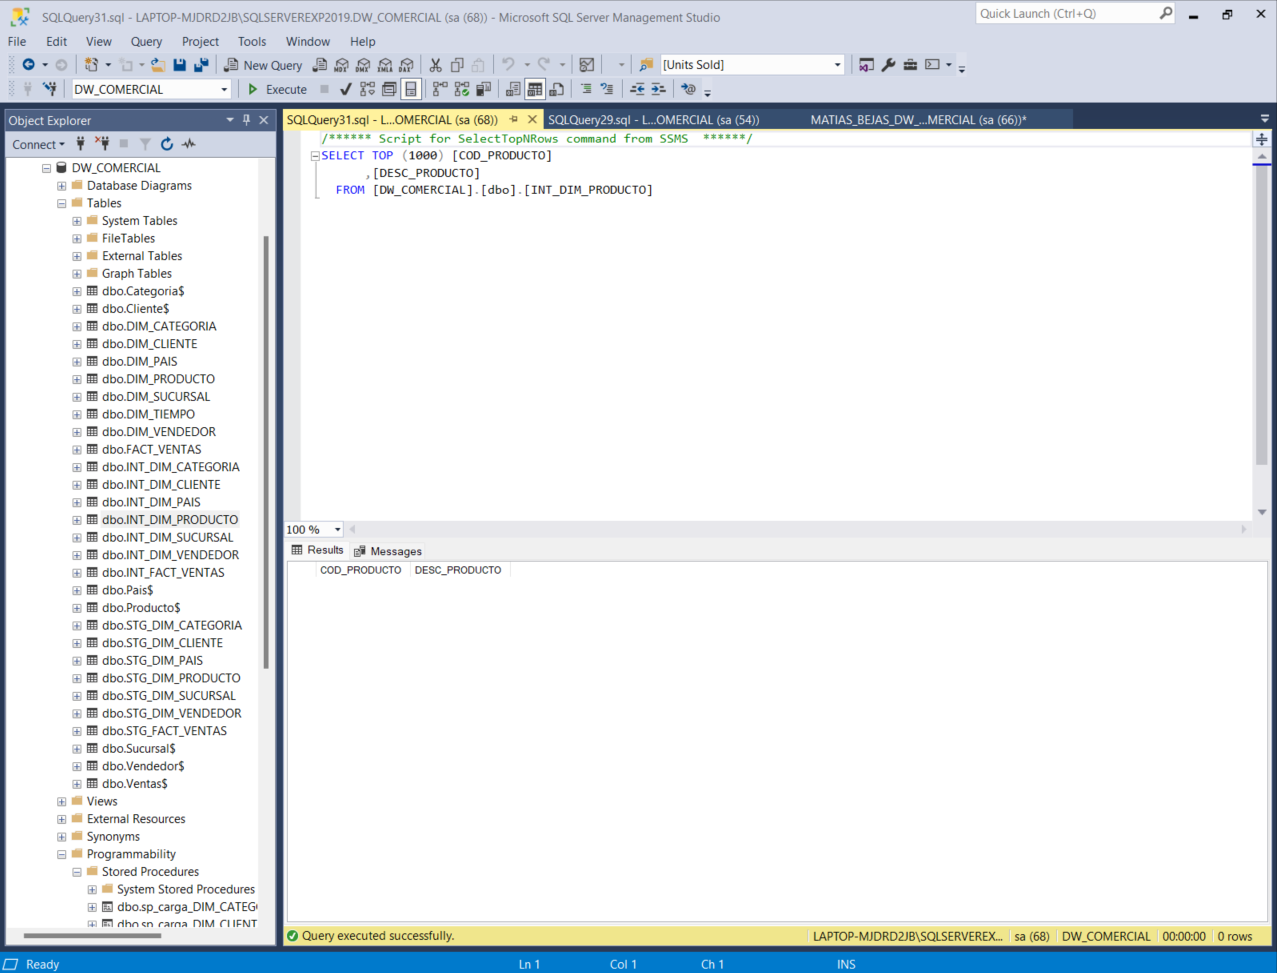 SQLQuery31.sql - LAPTOP-MJDRD2JB\SQLSERVEREXP2019.DW_COMERCIAL (sa (68)) - Microsoft SQL Server Management Studio
Quick Launch (Ctrl+Q)
File Edit View Query Project Tools Window Help
New Query MDX DMX XMLA DAX [Units Sold]
DW_COMERCIAL Execute
Object Explorer
SQLQuery31.sql - L...OMERCIAL (sa (68)) SQLQuery29.sql - L...OMERCIAL (sa (54)) MATIAS_BEJAS_DW_...MERCIAL (sa (66))*
Connect
DW_COMERCIAL
Database Diagrams
Tables
System Tables
FileTables
External Tables
Graph Tables
dbo.Categoria$
dbo.Cliente$
dbo.DIM_CATEGORIA
dbo.DIM_CLIENTE
dbo.DIM_PAIS
dbo.DIM_PRODUCTO
dbo.DIM_SUCURSAL
dbo.DIM_TIEMPO
dbo.DIM_VENDEDOR
dbo.FACT_VENTAS
dbo.INT_DIM_CATEGORIA
dbo.INT_DIM_CLIENTE
dbo.INT_DIM_PAIS
dbo.INT_DIM_PRODUCTO
dbo.INT_DIM_SUCURSAL
dbo.INT_DIM_VENDEDOR
dbo.INT_FACT_VENTAS
dbo.Pais$
dbo.Producto$
dbo.STG_DIM_CATEGORIA
dbo.STG_DIM_CLIENTE
dbo.STG_DIM_PAIS
dbo.STG_DIM_PRODUCTO
dbo.STG_DIM_SUCURSAL
dbo.STG_DIM_VENDEDOR
dbo.STG_FACT_VENTAS
dbo.Sucursal$
dbo.Vendedor$
dbo.Ventas$
Views
External Resources
Synonyms
Programmability
Stored Procedures
System Stored Procedures
dbo.sp_carga_DIM_CATEG
dbo.sp_carga_DIM_CLIENT
/****** Script for SelectTopNRows command from SSMS ******/
SELECT TOP (1000) [COD_PRODUCTO]
,[DESC_PRODUCTO]
FROM [DW_COMERCIAL].[dbo].[INT_DIM_PRODUCTO]
100 %
Results Messages
COD_PRODUCTO DESC_PRODUCTO
Query executed successfully. LAPTOP-MJDRD2JB\SQLSERVEREX... sa (68) DW_COMERCIAL 00:00:00 0 rows
Ready Ln 1 Col 1 Ch 1 INS